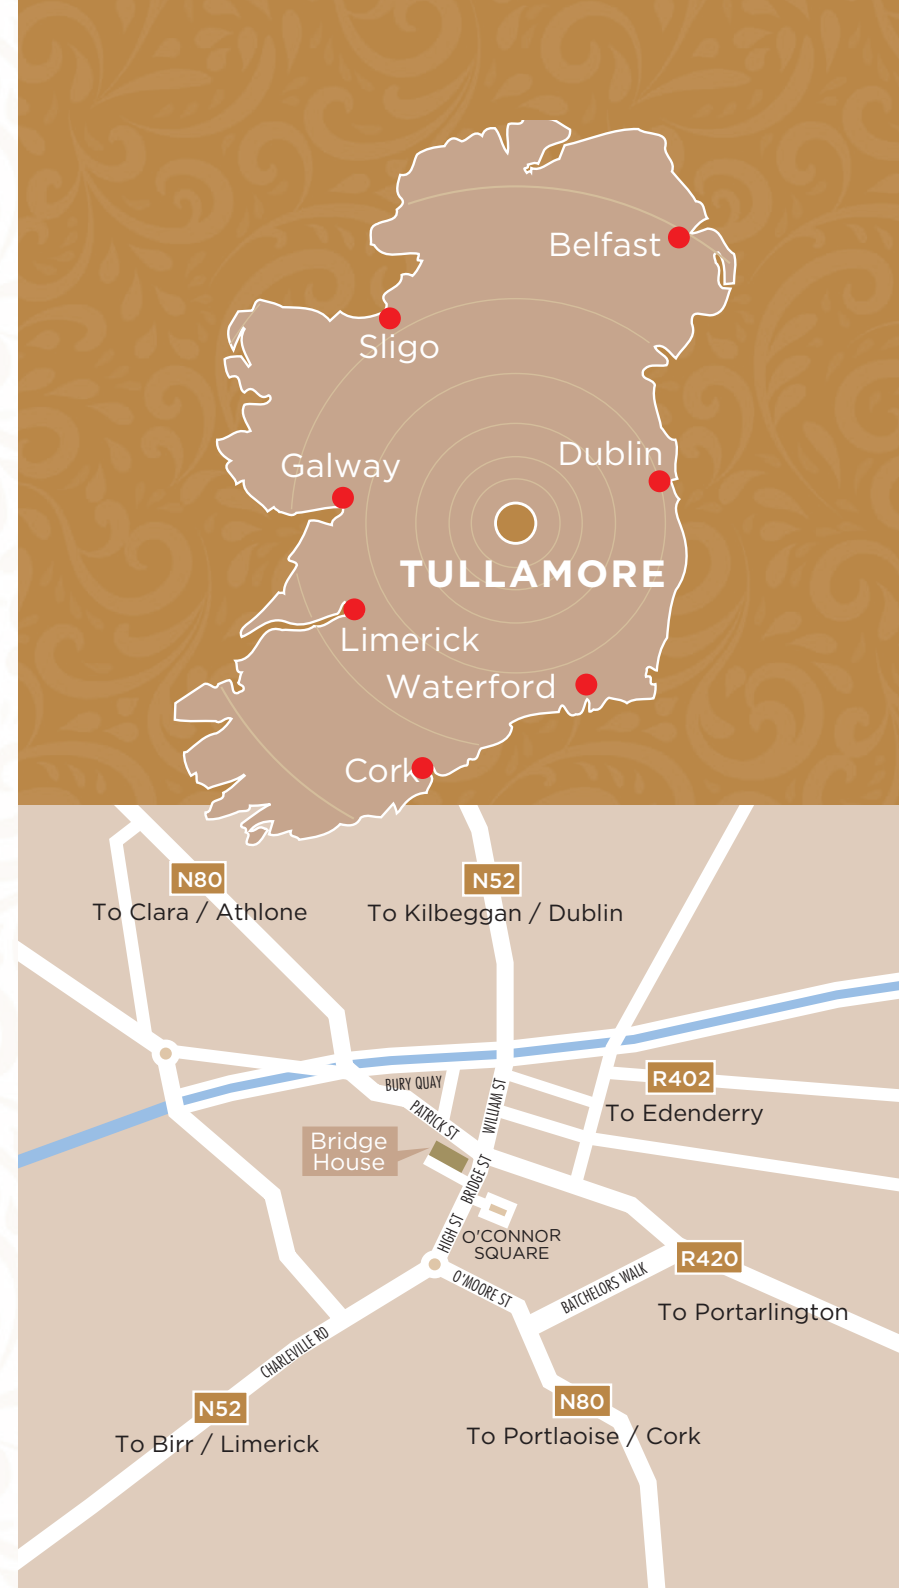 Belfast
Sligo
Dublin
Galway
TULLAMORE
Limerick
Waterford
Cork
N80
To Clara / Athlone
N52
To Kilbeggan / Dublin
BURY QUAY
PATRICK ST
WILLIAM ST
R402
To Edenderry
Bridge
House
BRIDGE ST
HIGH ST
O'CONNOR
SQUARE
O'MOORE ST
BATCHELORS WALK
R420
To Portarlington
CHARLEVILLE RD
N52
To Birr / Limerick
N80
To Portlaoise / Cork